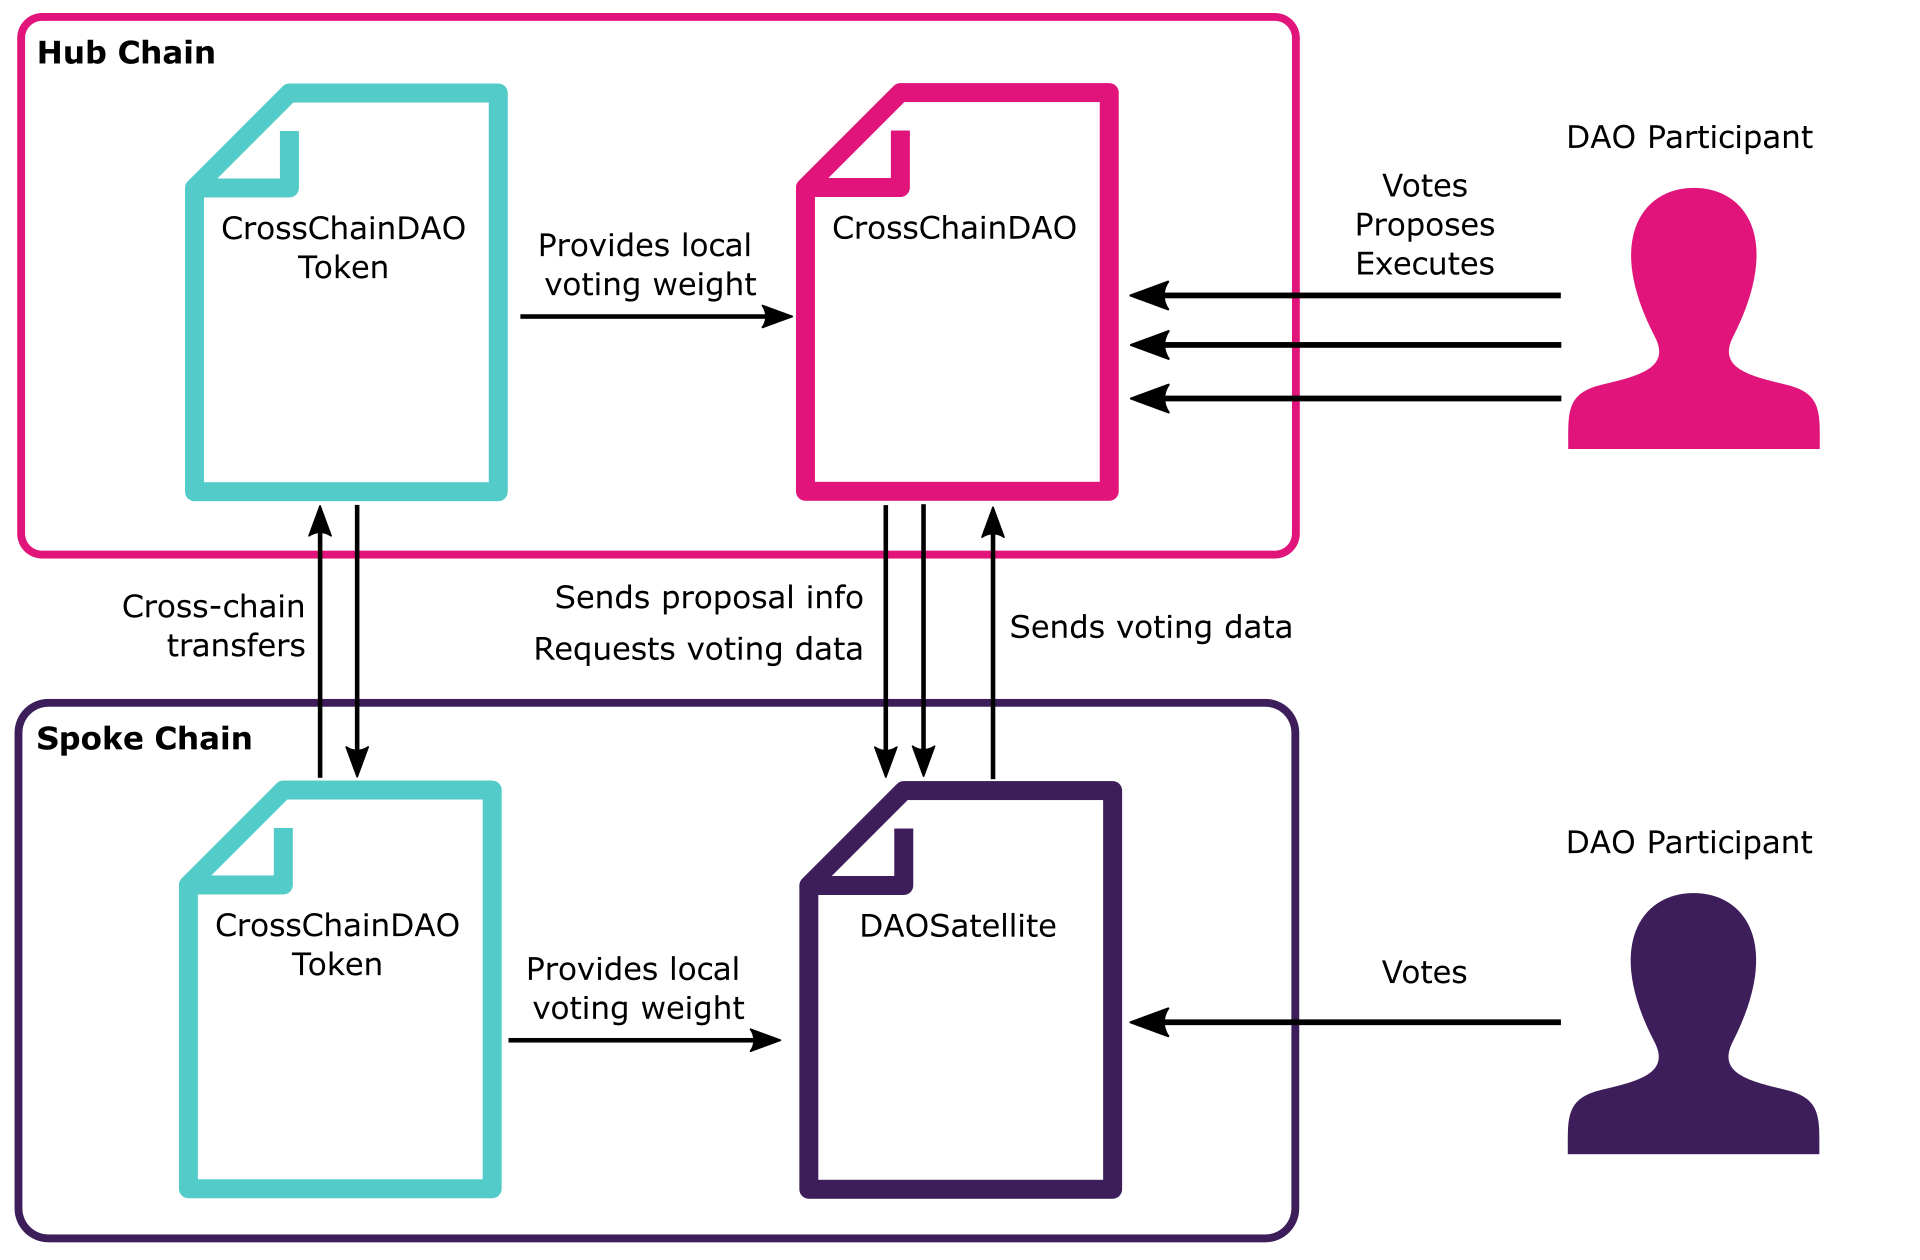 Hub Chain
CrossChainDAO
Token
Provides local
voting weight
CrossChainDAO
DAO Participant
Votes
Proposes
Executes
Cross-chain
transfers
Sends proposal info
Requests voting data
Sends voting data
Spoke Chain
CrossChainDAO
Token
Provides local
voting weight
DAOSatellite
DAO Participant
Votes